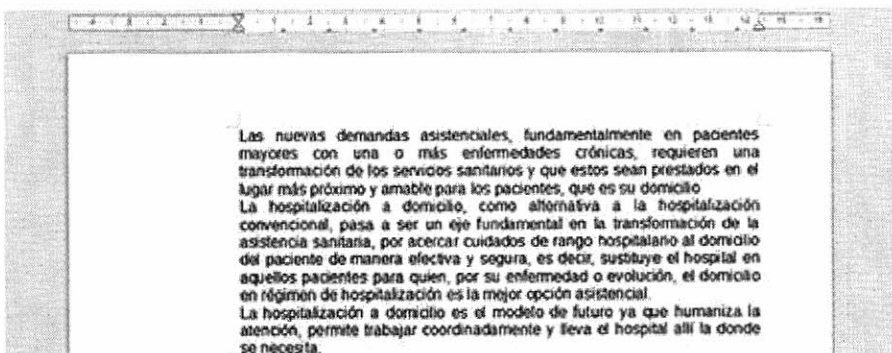 Las nuevas demandas asistenciales, fundamentalmente en pacientes
mayores con una o más enfermedades crónicas, requieren una
transformación de los servicios sanitarios y que estos sean prestados en el
lugar más próximo y amable para los pacientes, que es su domicilio
La hospitalización a domicilio, como alternativa a la hospitalización
convencional, pasa a ser un eje fundamental en la transformación de la
asistencia sanitaria, por acercar cuidados de rango hospitalario al domicilio
del paciente de manera efectiva y segura, es decir, sustituye el hospital en
aquellos pacientes para quien, por su enfermedad o evolución, el domicilio
en régimen de hospitalización es la mejor opción asistencial.
La hospitalización a domicilio es el modelo de futuro ya que humaniza la
atención, permite trabajar coordinadamente y lleva el hospital allí la donde
se necesita.